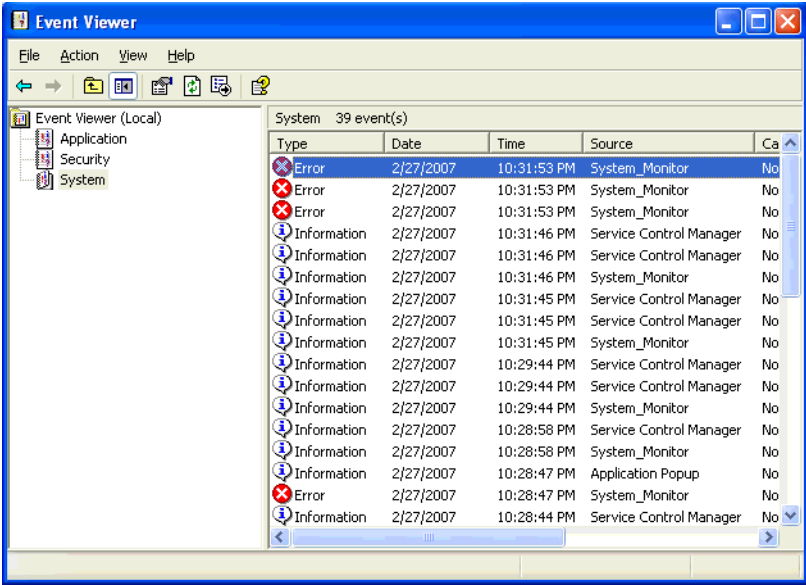 Event Viewer
File Action View Help
Event Viewer (Local)
Application
Security
System
System 39 event(s)
Type Date Time Source Ca
Error 2/27/2007 10:31:53 PM System_Monitor No
Error 2/27/2007 10:31:53 PM System_Monitor No
Error 2/27/2007 10:31:53 PM System_Monitor No
Information 2/27/2007 10:31:46 PM Service Control Manager No
Information 2/27/2007 10:31:46 PM Service Control Manager No
Information 2/27/2007 10:31:46 PM System_Monitor No
Information 2/27/2007 10:31:45 PM Service Control Manager No
Information 2/27/2007 10:31:45 PM Service Control Manager No
Information 2/27/2007 10:31:45 PM System_Monitor No
Information 2/27/2007 10:29:44 PM Service Control Manager No
Information 2/27/2007 10:29:44 PM Service Control Manager No
Information 2/27/2007 10:29:44 PM System_Monitor No
Information 2/27/2007 10:28:58 PM Service Control Manager No
Information 2/27/2007 10:28:58 PM System_Monitor No
Information 2/27/2007 10:28:47 PM Application Popup No
Error 2/27/2007 10:28:47 PM System_Monitor No
Information 2/27/2007 10:28:44 PM Service Control Manager No